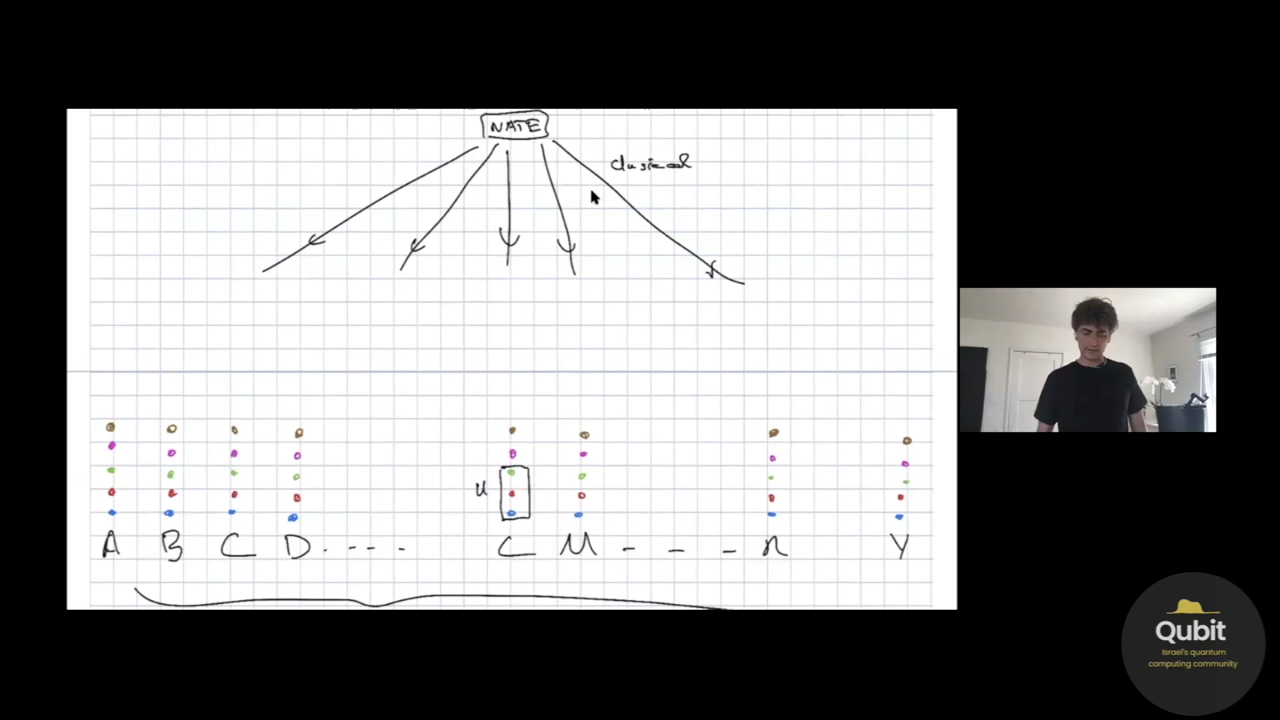 NATE
classical
U
A B C D . - - - C M - - - n Y
Qubit
Israel's quantum
computing community